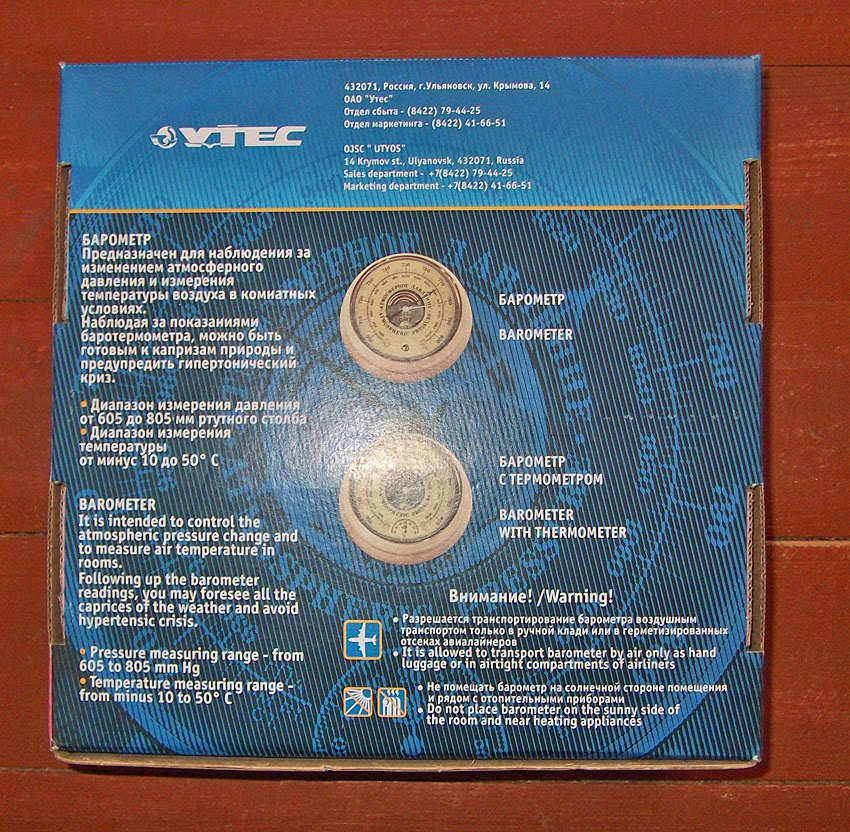 УТЕС
432071, Россия, г.Ульяновск, ул. Крымова, 14
ОАО "Утес"
Отдел сбыта - (8422) 79-44-25
Отдел маркетинга - (8422) 41-66-51
OJSC " UTYOS"
14 Krymov st., Ulyanovsk, 432071, Russia
Sales department - +7(8422) 79-44-25
Marketing department - +7(8422) 41-66-51
БАРОМЕТР
Предназначен для наблюдения за
изменением атмосферного
давления и измерения
температуры воздуха в комнатных
условиях.
Наблюдая за показаниями
баротермометра, можно быть
готовым к капризам природы и
предупредить гипертонический
криз.
• Диапазон измерения давления
от 605 до 805 мм ртутного столба
• Диапазон измерения
температуры
от минус 10 до 50° С
BAROMETER
It is intended to control the
atmospheric pressure change and
to measure air temperature in
rooms.
Following up the barometer
readings, you may foresee all the
caprices of the weather and avoid
hypertensic crisis.
• Pressure measuring range - from
605 to 805 mm Hg
• Temperature measuring range -
from minus 10 to 50° C
БАРОМЕТР
BAROMETER
БАРОМЕТР
С ТЕРМОМЕТРОМ
BAROMETER
WITH THERMOMETER
Внимание! /Warning!
• Разрешается транспортирование барометра воздушным
транспортом только в ручной клади или в герметизированных
отсеках авиалайнеров
• It is allowed to transport barometer by air only as hand
luggage or in airtight compartments of airliners
• Не помещать барометр на солнечной стороне помещения
и рядом с отопительными приборами
• Do not place barometer on the sunny side of
the room and near heating appliances